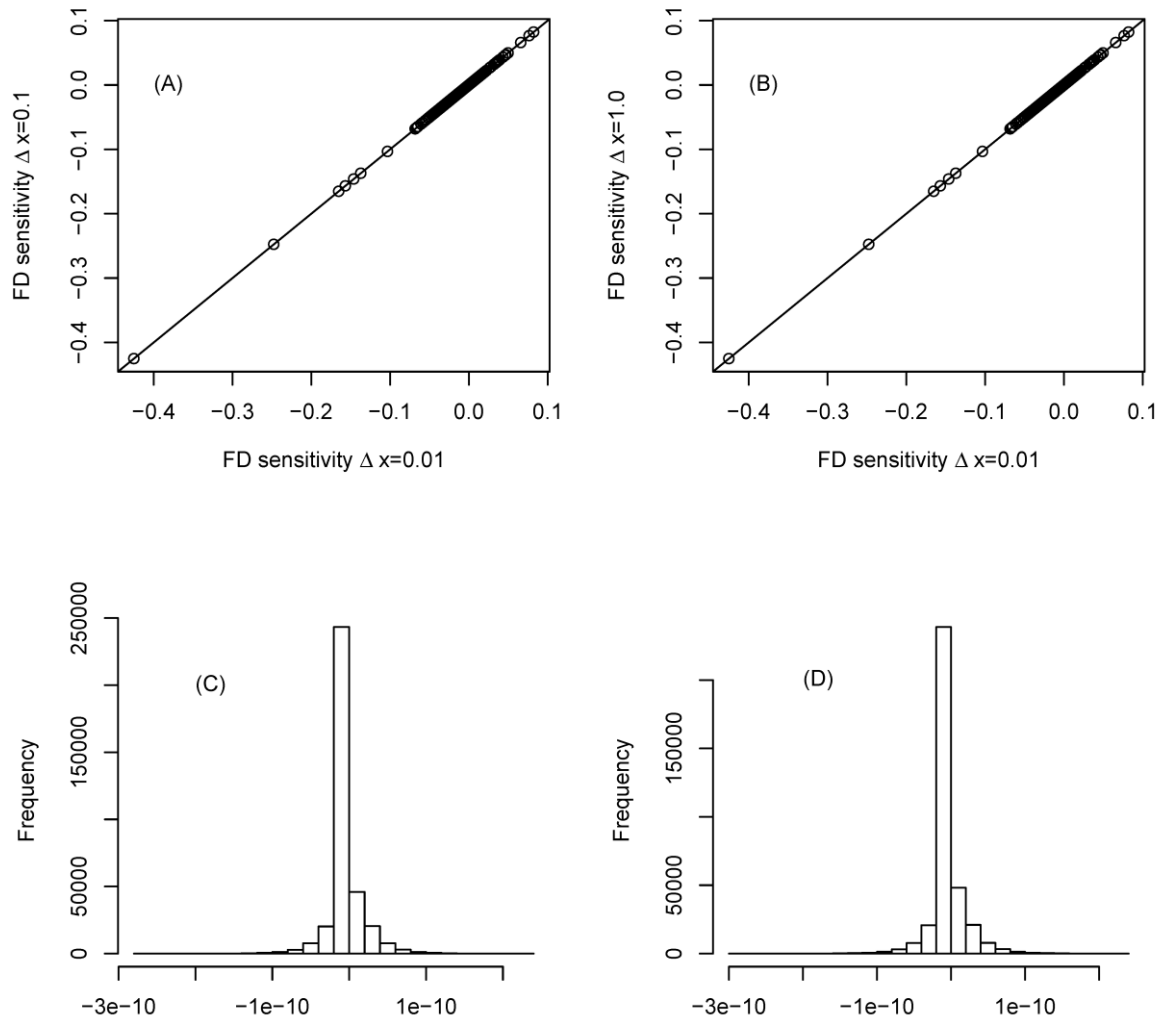 (A)
FD sensitivity Δ x=0.1
0.1
0.0
−0.1
−0.2
−0.3
−0.4
−0.4 −0.3 −0.2 −0.1 0.0 0.1
FD sensitivity Δ x=0.01
(B)
FD sensitivity Δ x=1.0
0.1
0.0
−0.1
−0.2
−0.3
−0.4
−0.4 −0.3 −0.2 −0.1 0.0 0.1
FD sensitivity Δ x=0.01
(C)
Frequency
250000
150000
50000
0
−3e−10 −1e−10 1e−10
(D)
Frequency
150000
50000
0
−3e−10 −1e−10 1e−10